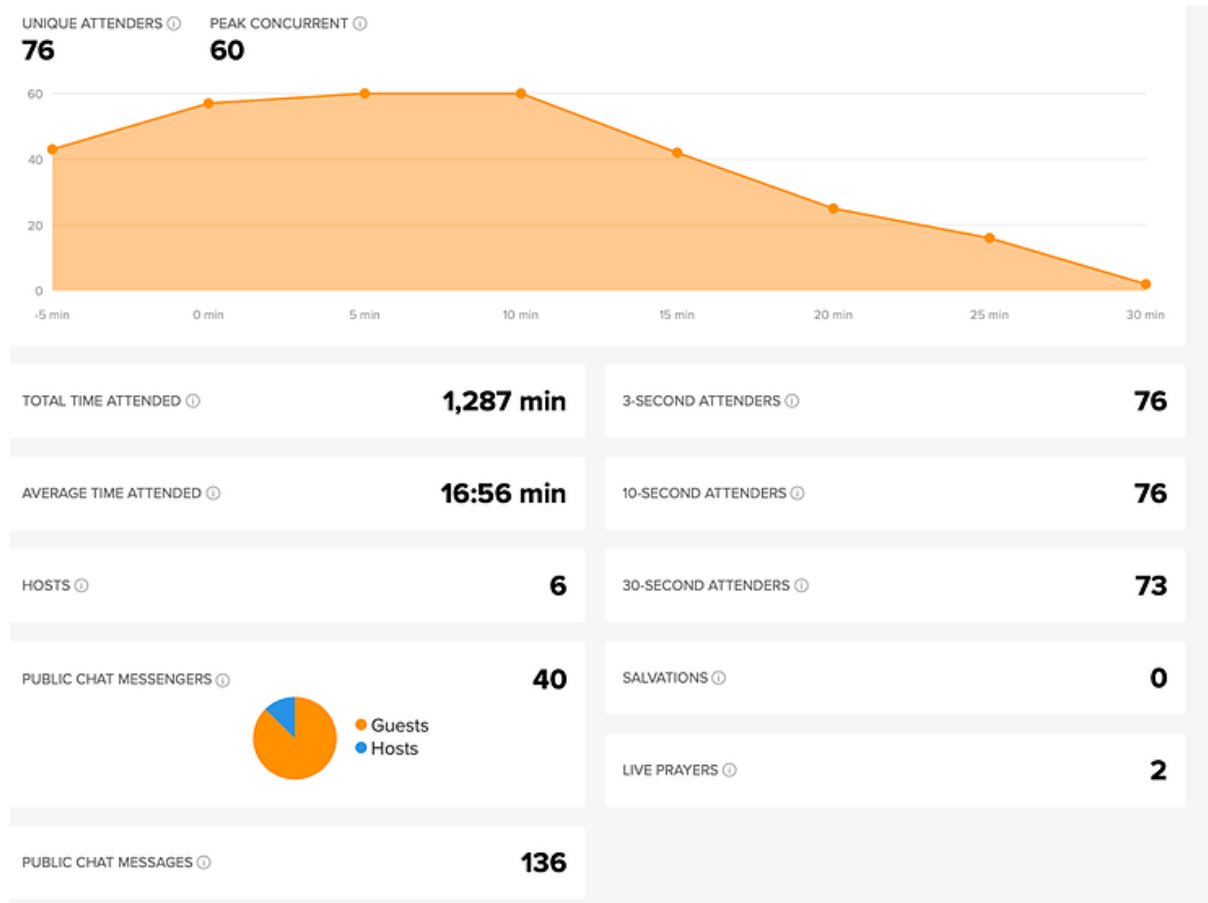 UNIQUE ATTENDERS
PEAK CONCURRENT
76
60
60
40
20
0
-5 min
0 min
5 min
10 min
15 min
20 min
25 min
30 min
TOTAL TIME ATTENDED
1,287 min
3-SECOND ATTENDERS
76
AVERAGE TIME ATTENDED
16:56 min
10-SECOND ATTENDERS
76
HOSTS
6
30-SECOND ATTENDERS
73
PUBLIC CHAT MESSENGERS
40
Guests
Hosts
SALVATIONS
0
LIVE PRAYERS
2
PUBLIC CHAT MESSAGES
136